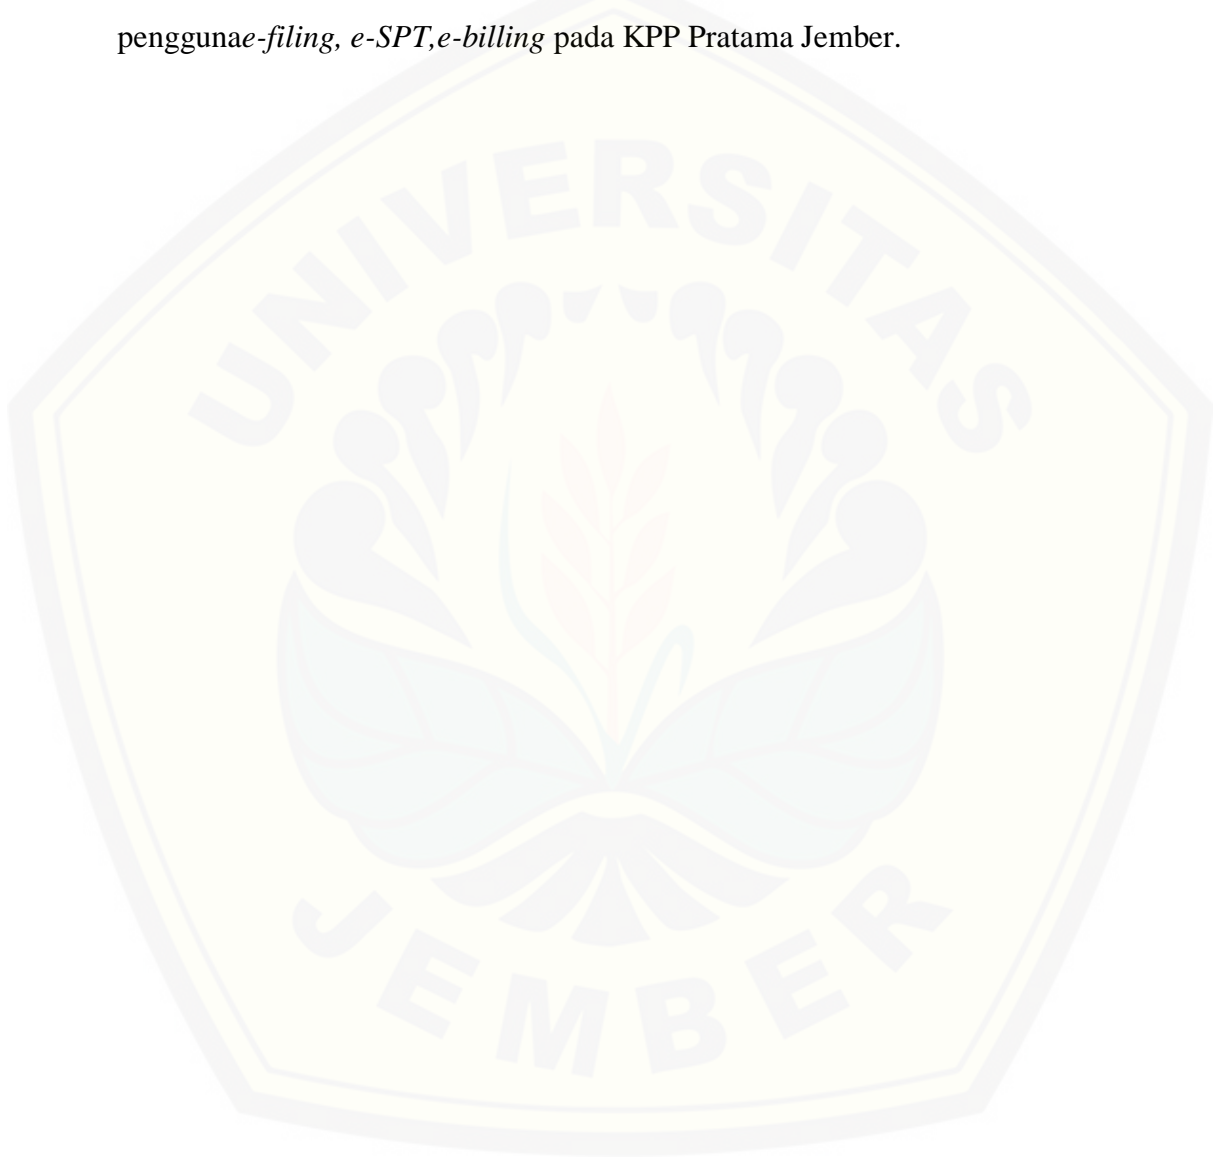 penggunae-filing, e-SPT,e-billing pada KPP Pratama Jember.
UNIVERSITAS
JEMBER